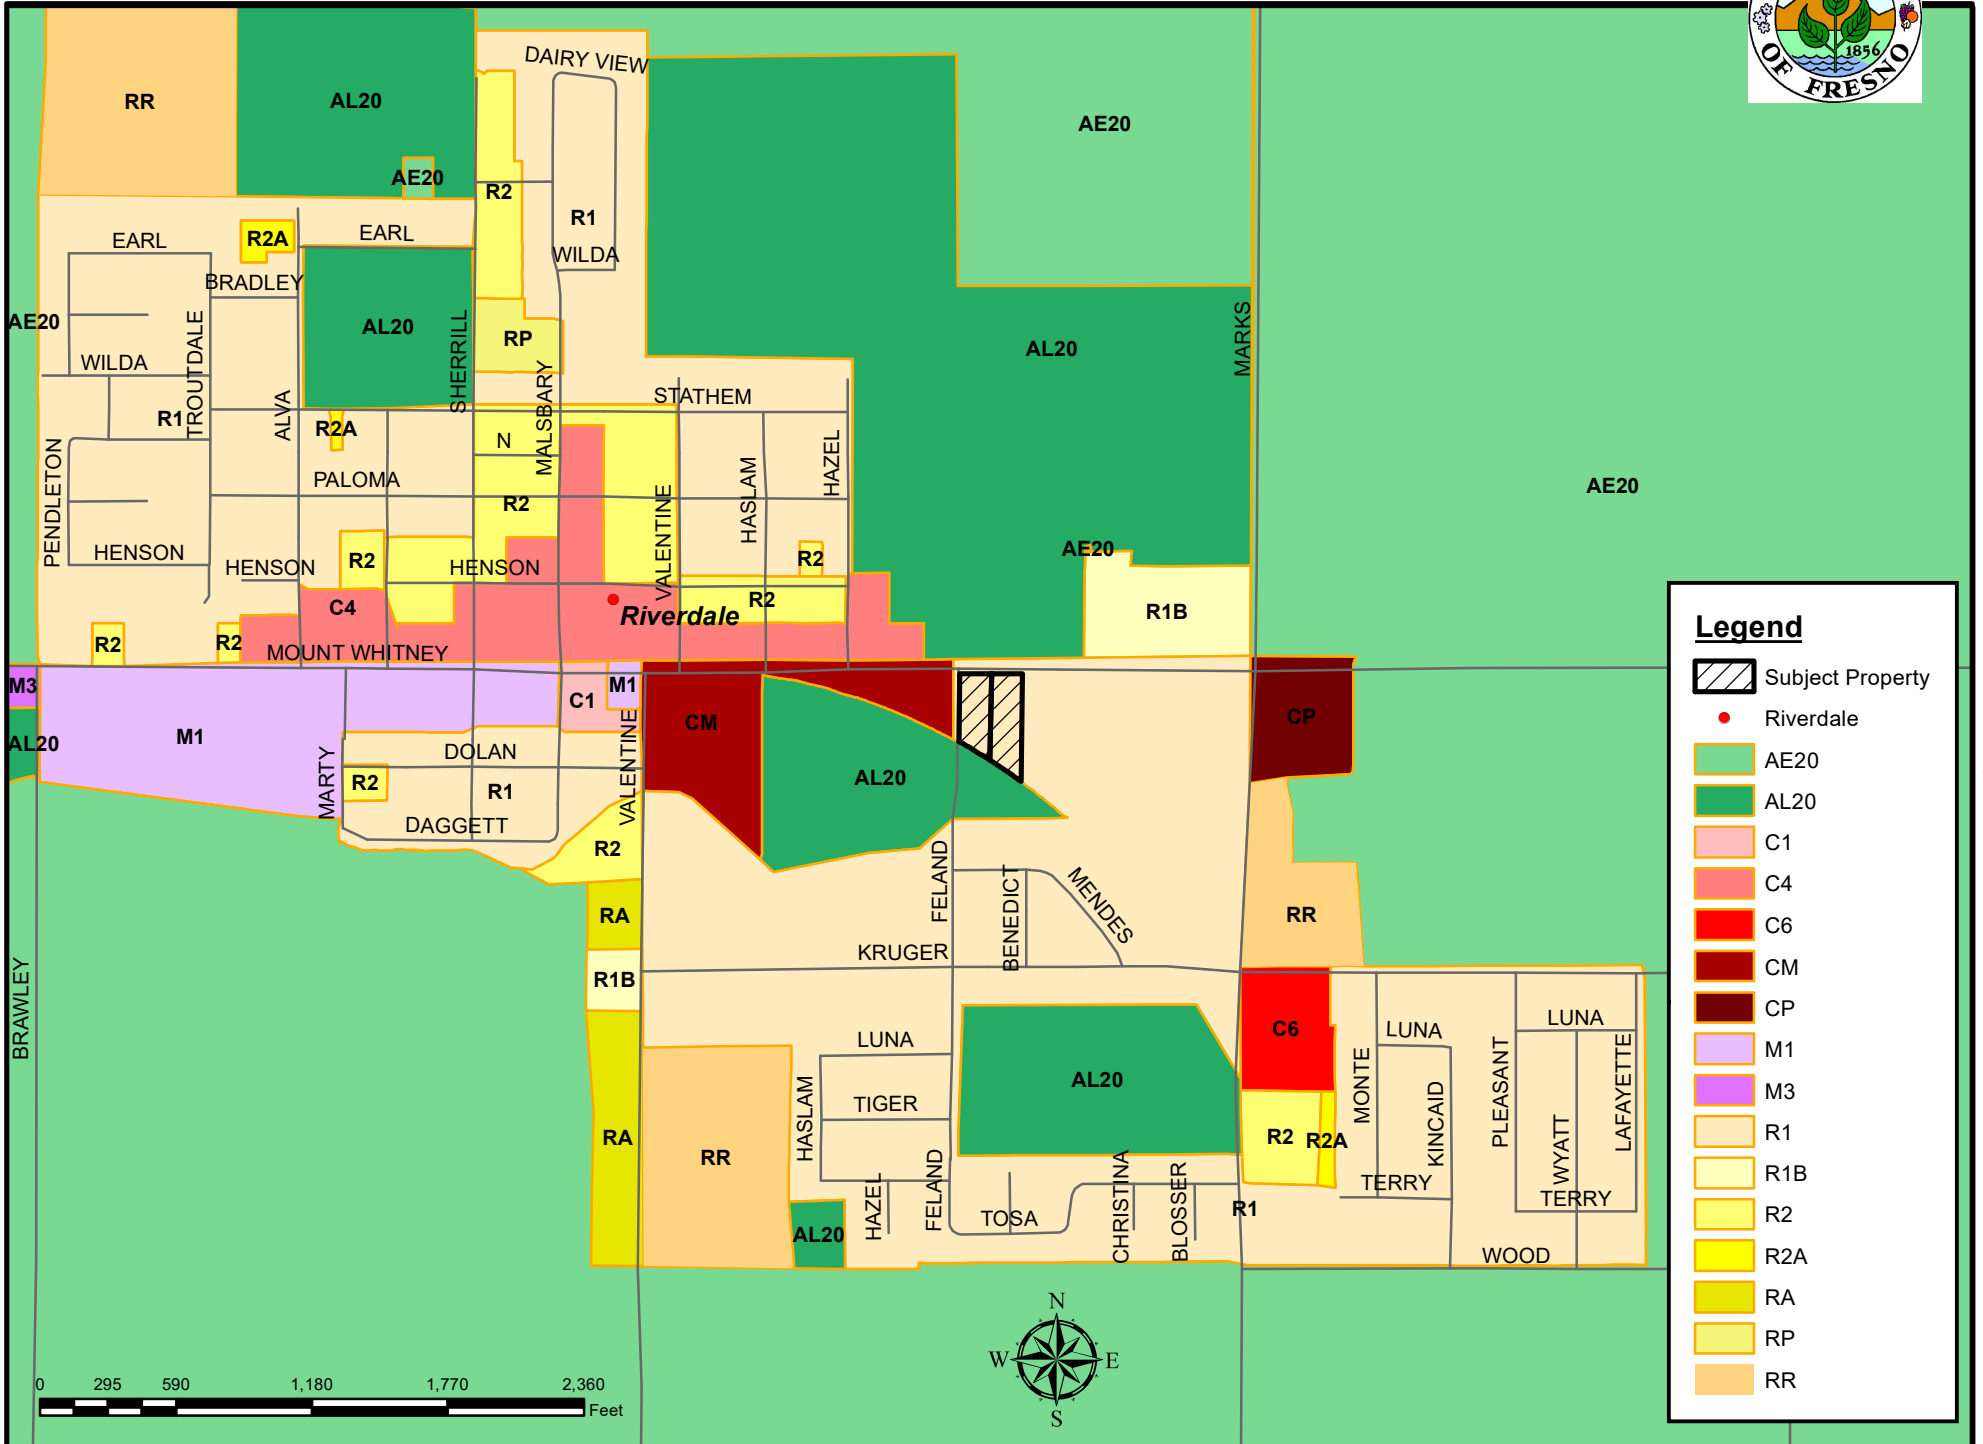 1856
OF FRESNO
DAIRY VIEW
RR
AL20
AE20
AE20
R2
R1
EARL
R2A
EARL
WILDA
BRADLEY
AE20
TROUTDALE
AL20
SHERRILL
RP
MARKS
AL20
WILDA
MALSBARY
STATHEM
R1
ALVA
R2A
N
PENDLETON
PALOMA
R2
VALENTINE
HASLAM
HAZEL
AE20
HENSON
HENSON
R2
HENSON
R2
AE20
C4
Riverdale
R2
R1B
R2
R2
MOUNT WHITNEY
M3
M1
C1
M1
CM
CP
AL20
MARTY
DOLAN
VALENTINE
AL20
R2
R1
DAGGETT
R2
FELAND
BENEDICT
MENDES
RA
RR
KRUGER
R1B
BRAWLEY
C6
LUNA
LUNA
LUNA
HASLAM
TIGER
AL20
MONTE
KINCAID
PLEASANT
WYATT
LAFAYETTE
RA
RR
R2
R2A
TERRY
TERRY
HAZEL
FELAND
TOSA
CHRISTINA
BLOSSER
R1
AL20
WOOD
N
W
E
S
0 295 590 1,180 1,770 2,360
Feet
Legend
Subject Property
Riverdale
AE20
AL20
C1
C4
C6
CM
CP
M1
M3
R1
R1B
R2
R2A
RA
RP
RR